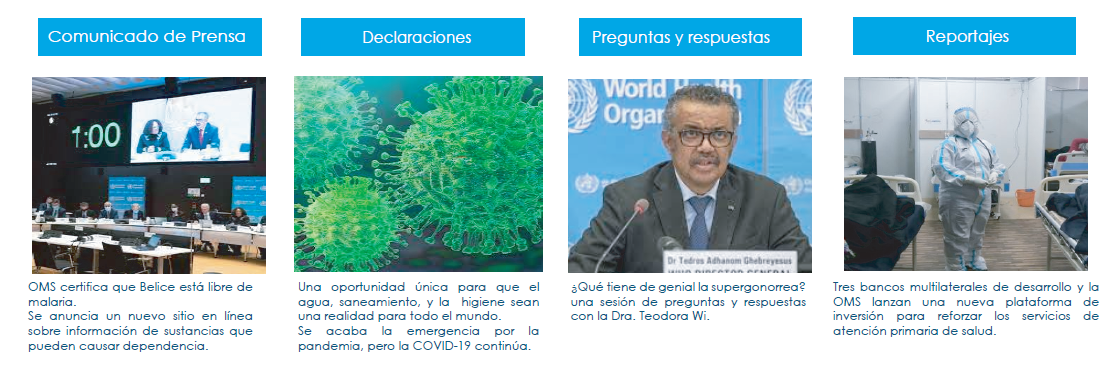 Comunicado de Prensa
Declaraciones
Preguntas y respuestas
Reportajes
1:00
World Health
Organ
Dr Tedros Adhanom Ghebreyesus
WHO DIRECTOR GENERAL
OMS certifica que Belice está libre de
malaria.
Se anuncia un nuevo sitio en línea
sobre información de sustancias que
pueden causar dependencia.
Una oportunidad única para que el
agua, saneamiento, y la higiene sean
una realidad para todo el mundo.
Se acaba la emergencia por la
pandemia, pero la COVID-19 continúa.
¿Qué tiene de genial la supergonorrea?
una sesión de preguntas y respuestas
con la Dra. Teodora Wi.
Tres bancos multilaterales de desarrollo y la
OMS lanzan una nueva plataforma de
inversión para reforzar los servicios de
atención primaria de salud.